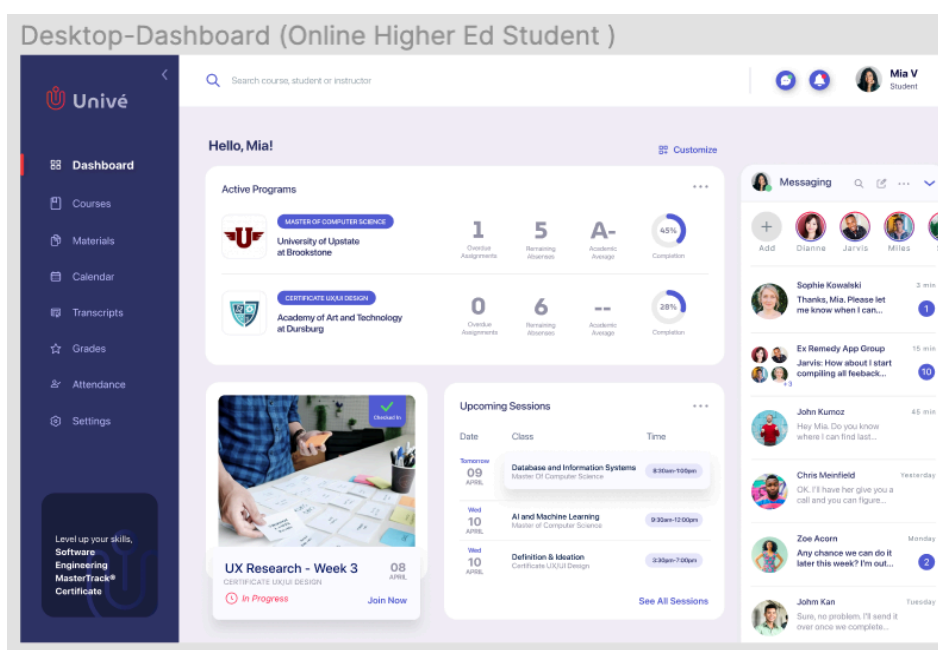 Desktop-Dashboard (Online Higher Ed Student )
Univé
Search course, student or instructor
Mia V
Student
Dashboard
Courses
Materials
Calendar
Transcripts
Grades
Attendance
Settings
Level up your skills,
Software
Engineering
MasterTrack®
Certificate
Hello, Mia!
Customize
Active Programs
MASTER OF COMPUTER SCIENCE
University of Upstate
at Brookstone
1
Overdue
Assignments
5
Remaining
Absenses
A-
Academic
Average
45%
Completion
CERTIFICATE UX/UI DESIGN
Academy of Art and Technology
at Dursburg
0
Overdue
Assignments
6
Remaining
Absenses
--
Academic
Average
28%
Completion
Checked In
UX Research - Week 3
08
APRIL
CERTIFICATE UX/UI DESIGN
In Progress
Join Now
Upcoming Sessions
Date Class Time
Tomorrow
09
APRIL
Database and Information Systems
Master Of Computer Science
8:30am-1:00pm
Wed
10
APRIL
AI and Machine Learning
Master of Computer Science
9:30am-12:00pm
Wed
10
APRIL
Definition & Ideation
Certificate UX/UI Design
3:30pm-7:00pm
See All Sessions
Messaging
Add
Dianne
Jarvis
Miles
Sophie Kowalski
3 min
Thanks, Mia. Please let
me know when I can...
1
Ex Remedy App Group
15 min
Jarvis: How about I start
compiling all feeback...
10
+3
John Kumoz
45 min
Hey Mia. Do you know
where I can find last...
Chris Meinfield
Yesterday
OK. I'll have her give you a
call and you can figure...
Zoe Acorn
Monday
Any chance we can do it
later this week? I'm out...
2
Johm Kan
Tuesday
Sure, no problem. I'll send it
over once we complete...